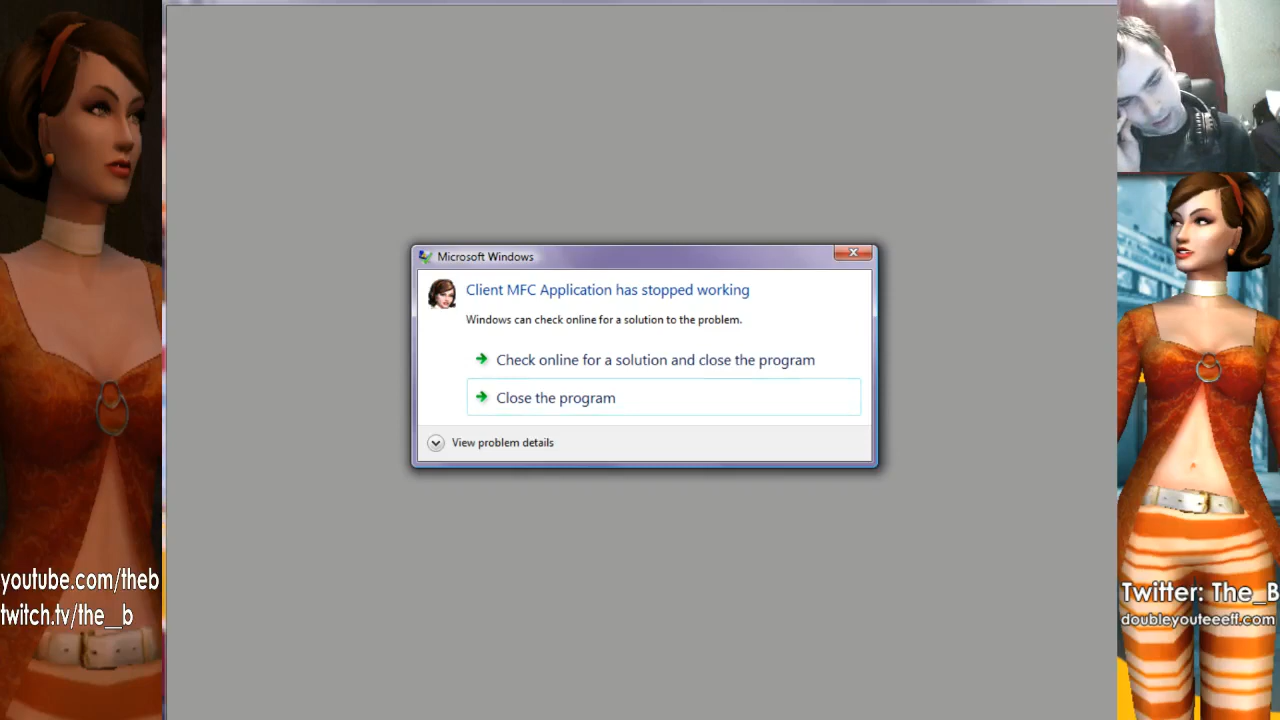 Microsoft Windows
Client MFC Application has stopped working
Windows can check online for a solution to the problem.
Check online for a solution and close the program
Close the program
View problem details
youtube.com/theb
twitch.tv/the__b
Twitter: The_B
doubleyouteeeff.com